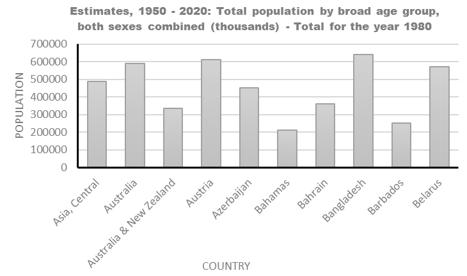 Estimates, 1950 - 2020: Total population by broad age group,
both sexes combined (thousands) - Total for the year 1980
POPULATION
700000
600000
500000
400000
300000
200000
100000
0
Asia, Central
Australia
Australia & New Zealand
Austria
Azerbaijan
Bahamas
Bahrain
Bangladesh
Barbados
Belarus
COUNTRY